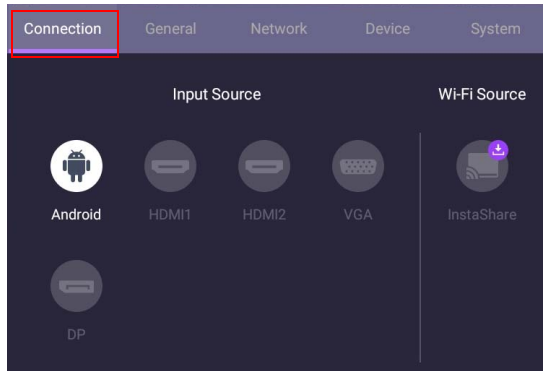 Connection General Network Device System
Input Source Wi-Fi Source
Android HDMI1 HDMI2 VGA InstaShare
DP